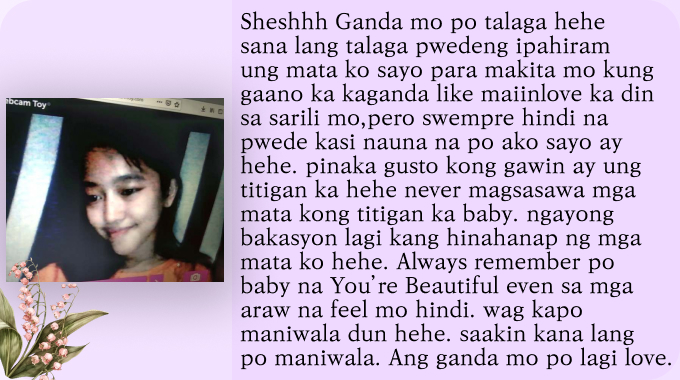 ebcam Toy
Sheshhh Ganda mo po talaga hehe
sana lang talaga pwedeng ipahiram
ung mata ko sayo para makita mo kung
gaano ka kaganda like maiinlove ka din
sa sarili mo,pero swempre hindi na
pwede kasi nauna na po ako sayo ay
hehe. pinaka gusto kong gawin ay ung
titigan ka hehe never magsasawa mga
mata kong titigan ka baby. ngayong
bakasyon lagi kang hinahanap ng mga
mata ko hehe. Always remember po
baby na You’re Beautiful even sa mga
araw na feel mo hindi. wag kapo
maniwala dun hehe. saakin kana lang
po maniwala. Ang ganda mo po lagi love.